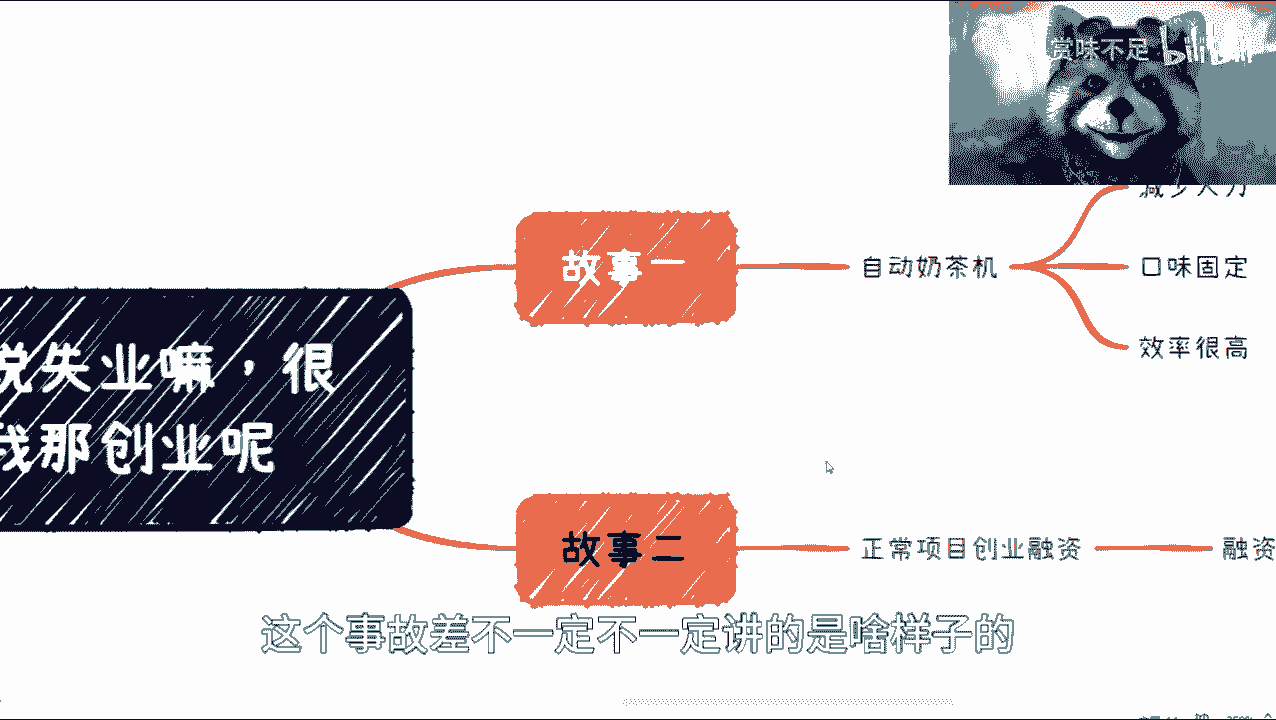 赏味不足 bilibili
减少人力
故事一
自动奶茶机
口味固定
效率很高
说失业嘛，很
我那创业呢
故事二
正常项目创业融资
融资
这个事故差不一定不一定讲的是啥样子的